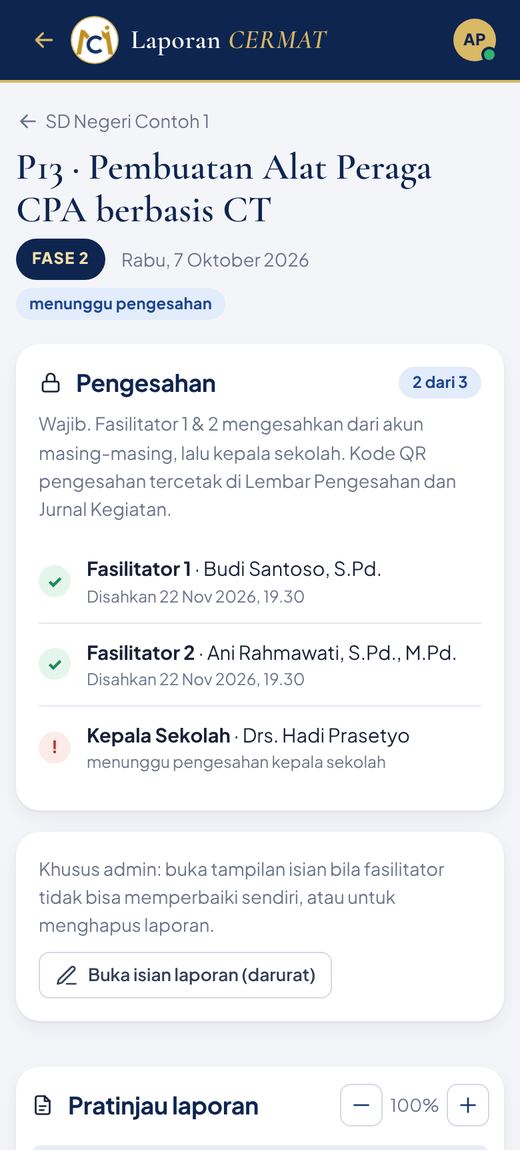 Laporan CERMAT
AP
SD Negeri Contoh 1
P13 · Pembuatan Alat Peraga
CPA berbasis CT
FASE 2
Rabu, 7 Oktober 2026
menunggu pengesahan
Pengesahan
2 dari 3
Wajib. Fasilitator 1 & 2 mengesahkan dari akun
masing-masing, lalu kepala sekolah. Kode QR
pengesahan tercetak di Lembar Pengesahan dan
Jurnal Kegiatan.
Fasilitator 1 · Budi Santoso, S.Pd.
Disahkan 22 Nov 2026, 19.30
Fasilitator 2 · Ani Rahmawati, S.Pd., M.Pd.
Disahkan 22 Nov 2026, 19.30
Kepala Sekolah · Drs. Hadi Prasetyo
menunggu pengesahan kepala sekolah
Khusus admin: buka tampilan isian bila fasilitator
tidak bisa memperbaiki sendiri, atau untuk
menghapus laporan.
Buka isian laporan (darurat)
Pratinjau laporan
100%